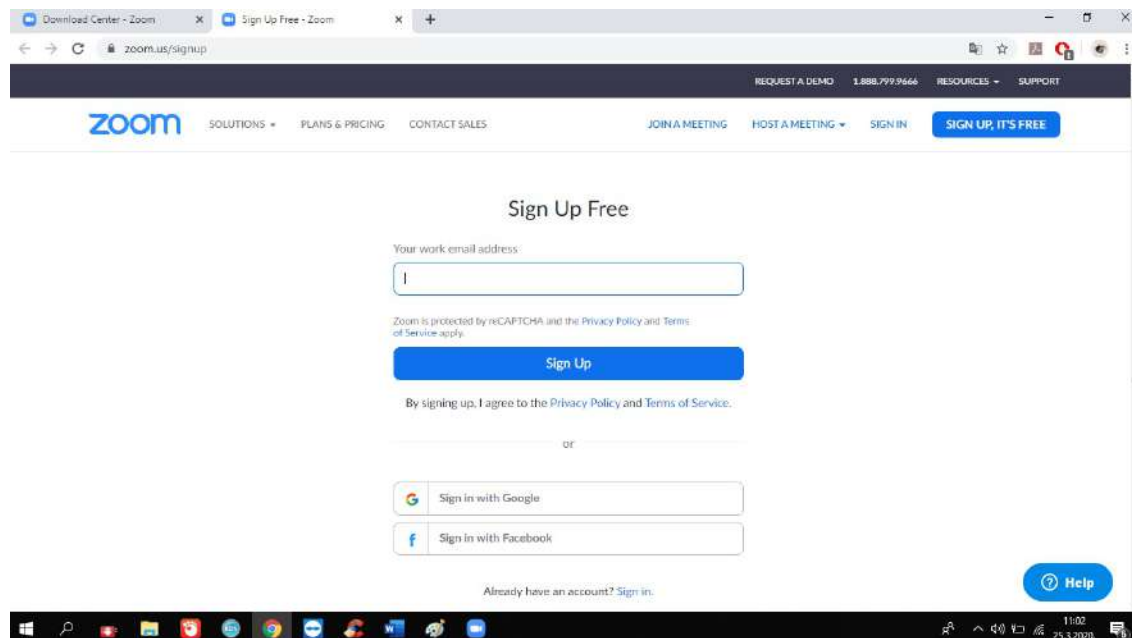 Download Center - Zoom
Sign Up Free - Zoom
zoom.us/signup
REQUEST A DEMO 1.888.799.9666 RESOURCES SUPPORT
zoom SOLUTIONS PLANS & PRICING CONTACT SALES JOIN A MEETING HOST A MEETING SIGN IN SIGN UP, IT'S FREE
Sign Up Free
Your work email address
Zoom is protected by reCAPTCHA and the Privacy Policy and Terms
of Service apply.
Sign Up
By signing up, I agree to the Privacy Policy and Terms of Service.
or
Sign in with Google
Sign in with Facebook
Already have an account? Sign in.
Help
11:02
25.3.2020